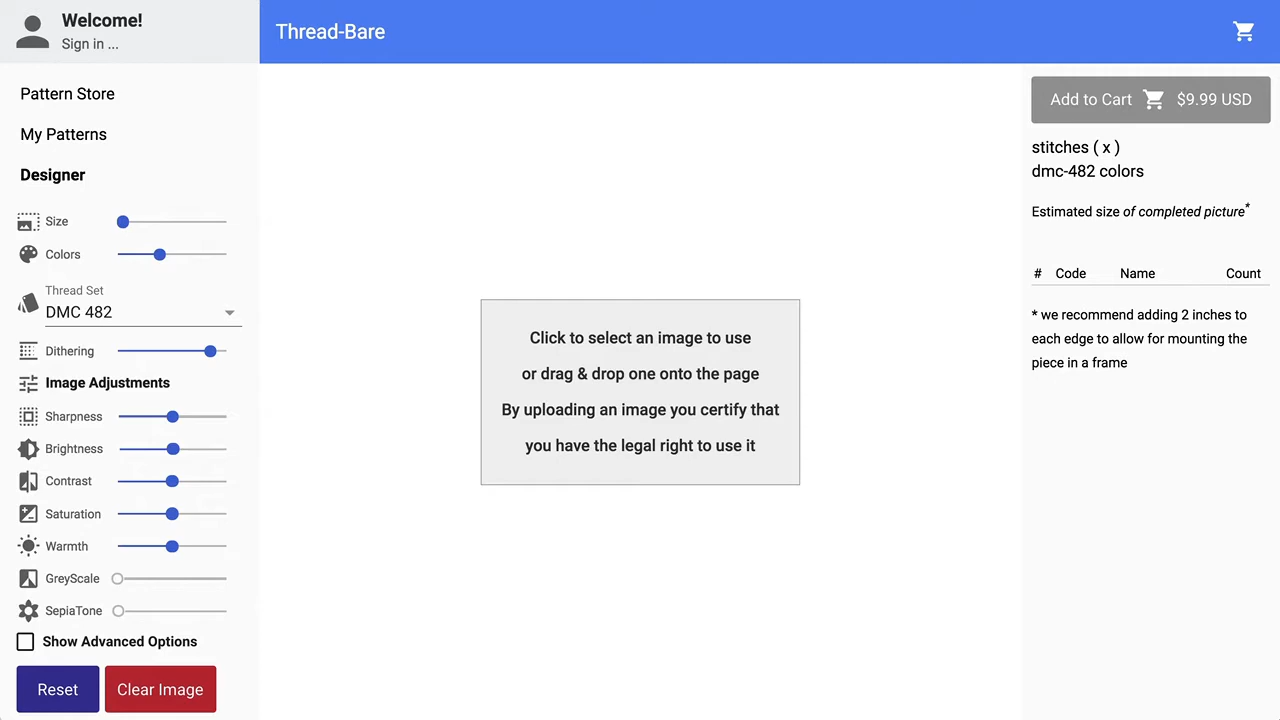 Welcome!
Sign in ...
Thread-Bare
Pattern Store
My Patterns
Designer
Size
Colors
Thread Set
DMC 482
Dithering
Image Adjustments
Sharpness
Brightness
Contrast
Saturation
Warmth
GreyScale
SepiaTone
Show Advanced Options
Reset
Clear Image
Click to select an image to use
or drag & drop one onto the page
By uploading an image you certify that
you have the legal right to use it
Add to Cart $9.99 USD
stitches ( x )
dmc-482 colors
Estimated size of completed picture*
# Code Name Count
* we recommend adding 2 inches to
each edge to allow for mounting the
piece in a frame